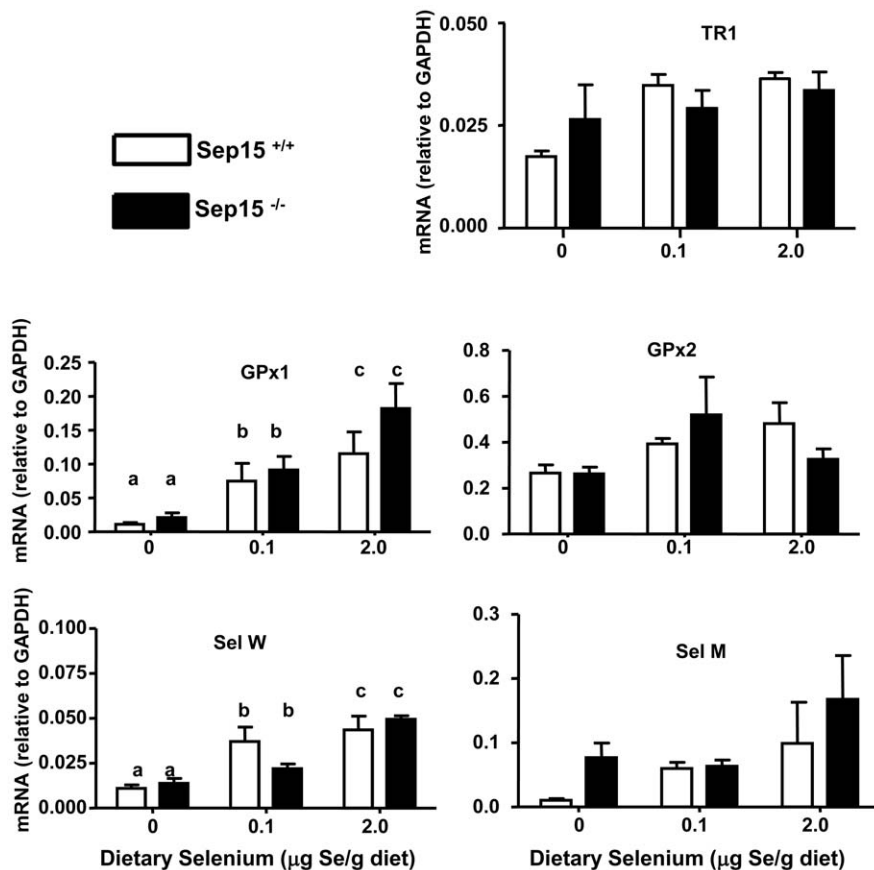 TR1
mRNA (relative to GAPDH)
0.050
0.025
0.000
0 0.1 2.0
Sep15 +/+
Sep15 -/-
GPx1
mRNA (relative to GAPDH)
0.25
0.20
0.15
0.10
0.05
0.00
a a b b c c
0 0.1 2.0
GPx2
0.8
0.6
0.4
0.2
0.0
0 0.1 2.0
Sel W
mRNA (relative to GAPDH)
0.100
0.075
0.050
0.025
0.000
a a b b c c
0 0.1 2.0
Dietary Selenium (μg Se/g diet)
Sel M
0.3
0.2
0.1
0.0
0 0.1 2.0
Dietary Selenium (μg Se/g diet)